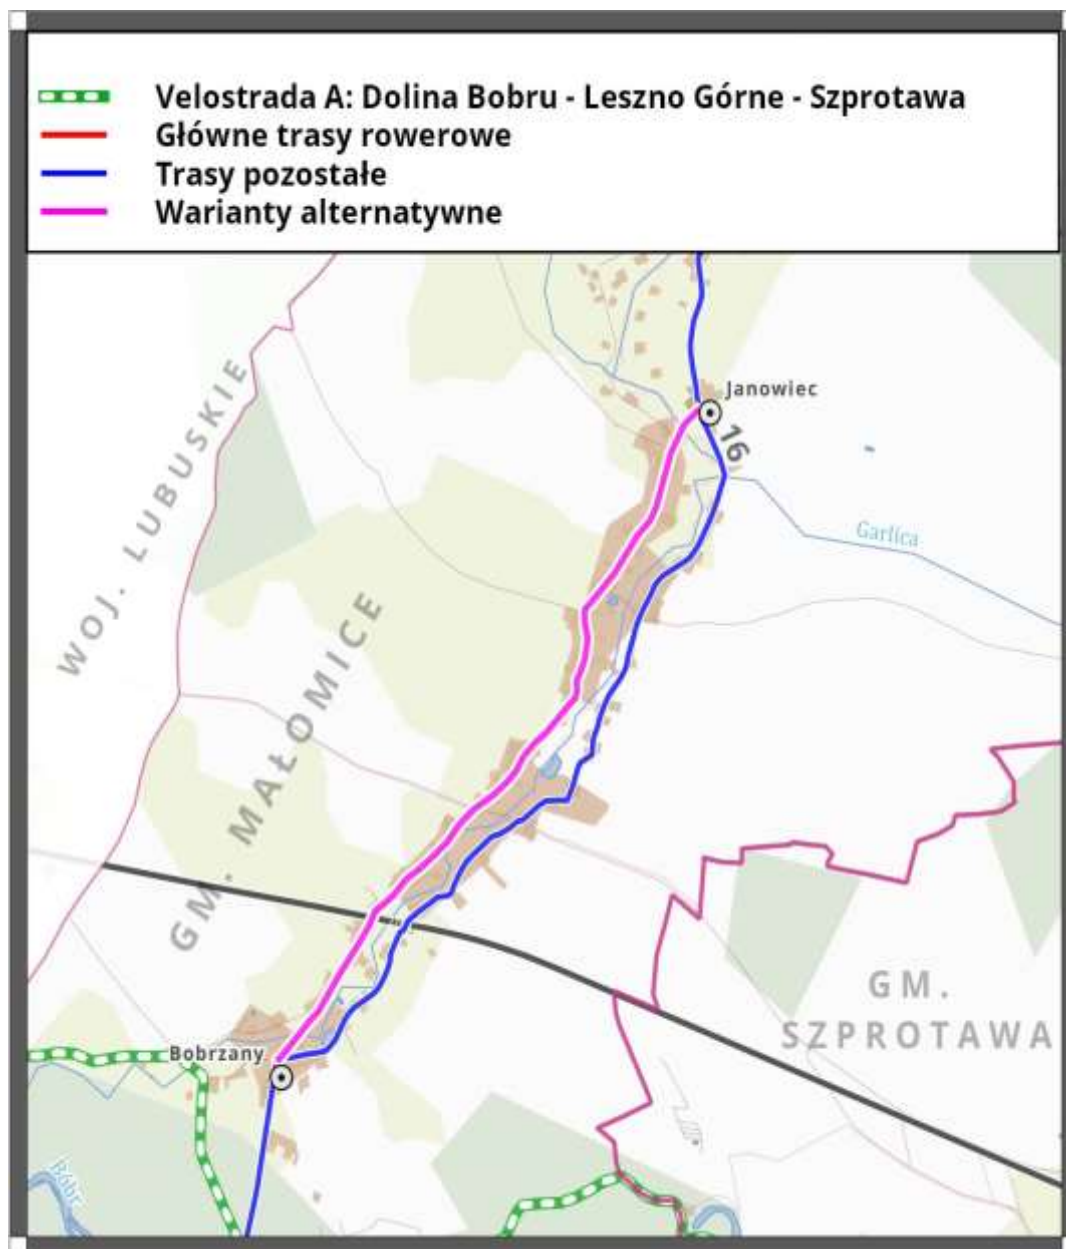 Velostrada A: Dolina Bobru - Leszno Górne - Szprotawa
Główne trasy rowerowe
Trasy pozostałe
Warianty alternatywne
WOJ. LUBUSKIE
Janowiec
16
Garlica
GM. MAŁOMICE
GM.
SZPROTAWA
Bobrzany
Bóbr